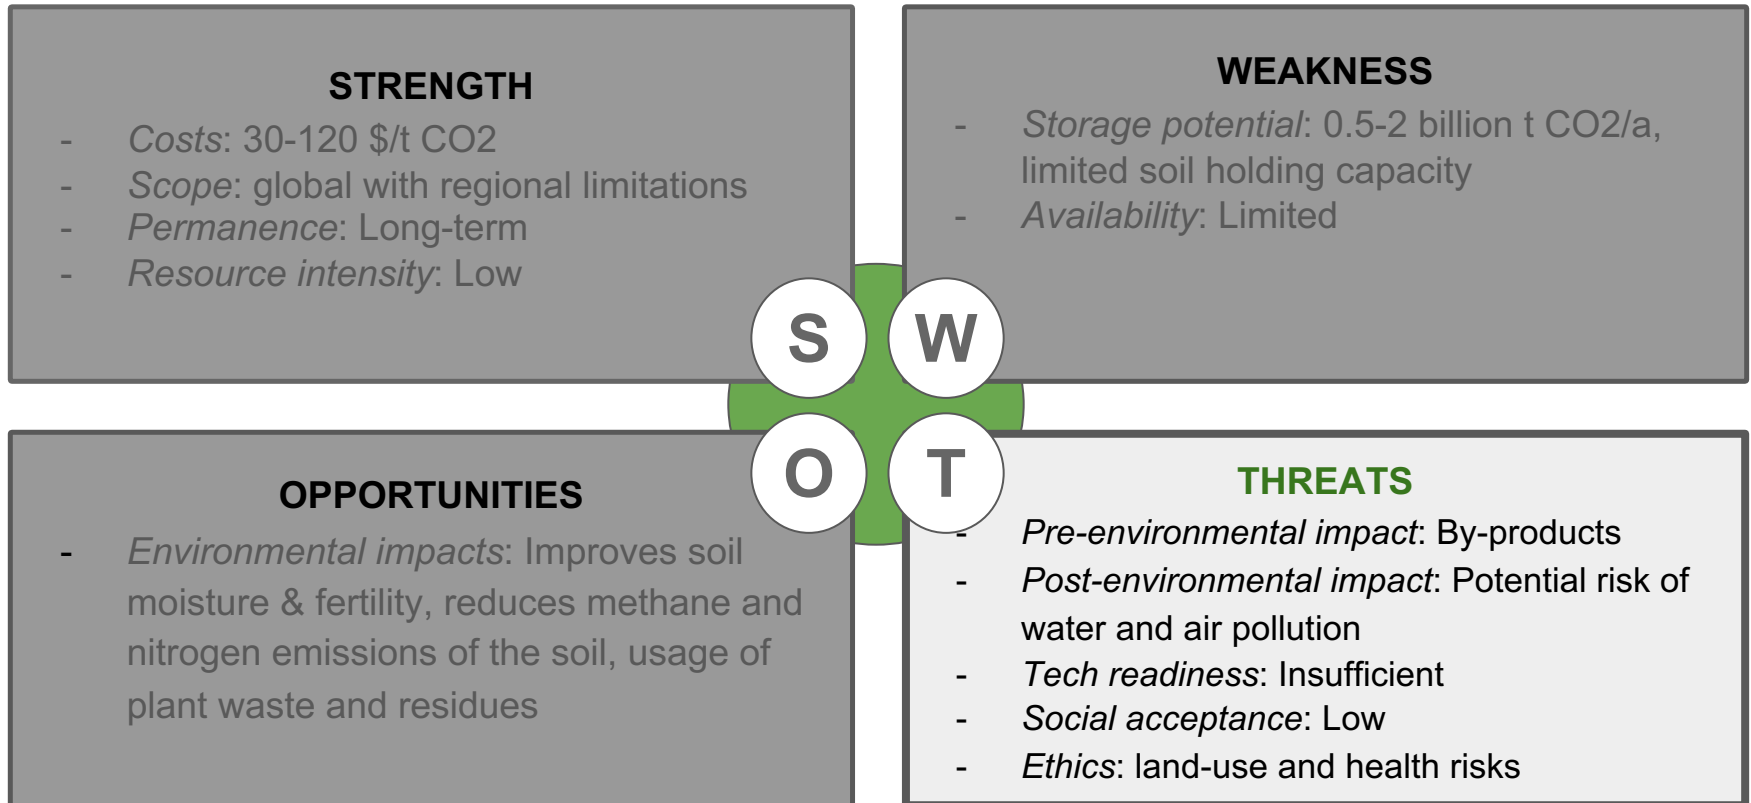 STRENGTH
- Costs: 30-120 $/t CO2
- Scope: global with regional limitations
- Permanence: Long-term
- Resource intensity: Low
WEAKNESS
- Storage potential: 0.5-2 billion t CO2/a,
limited soil holding capacity
- Availability: Limited
S W
O T
OPPORTUNITIES
- Environmental impacts: Improves soil
moisture & fertility, reduces methane and
nitrogen emissions of the soil, usage of
plant waste and residues
THREATS
- Pre-environmental impact: By-products
- Post-environmental impact: Potential risk of
water and air pollution
- Tech readiness: Insufficient
- Social acceptance: Low
- Ethics: land-use and health risks